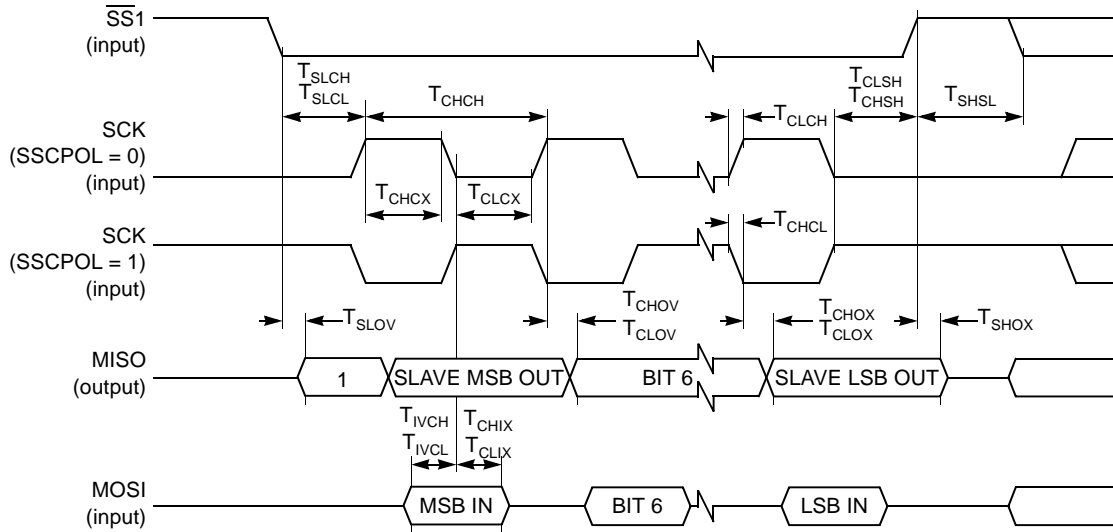 SS1
(input)
TSLCH
TSLCL
TCHCH
TCLCH
TCLSH
TCHSH
TSHSL
SCK
(SSCPOL = 0)
(input)
TCHCX
TCLCX
TCHCL
SCK
(SSCPOL = 1)
(input)
TSLOV
TCHOV
TCLOV
TCHOX
TCLOX
TSHOX
MISO
(output)
1
SLAVE MSB OUT
BIT 6
SLAVE LSB OUT
TIVCH
TIVCL
TCHIX
TCLIX
MOSI
(input)
MSB IN
BIT 6
LSB IN